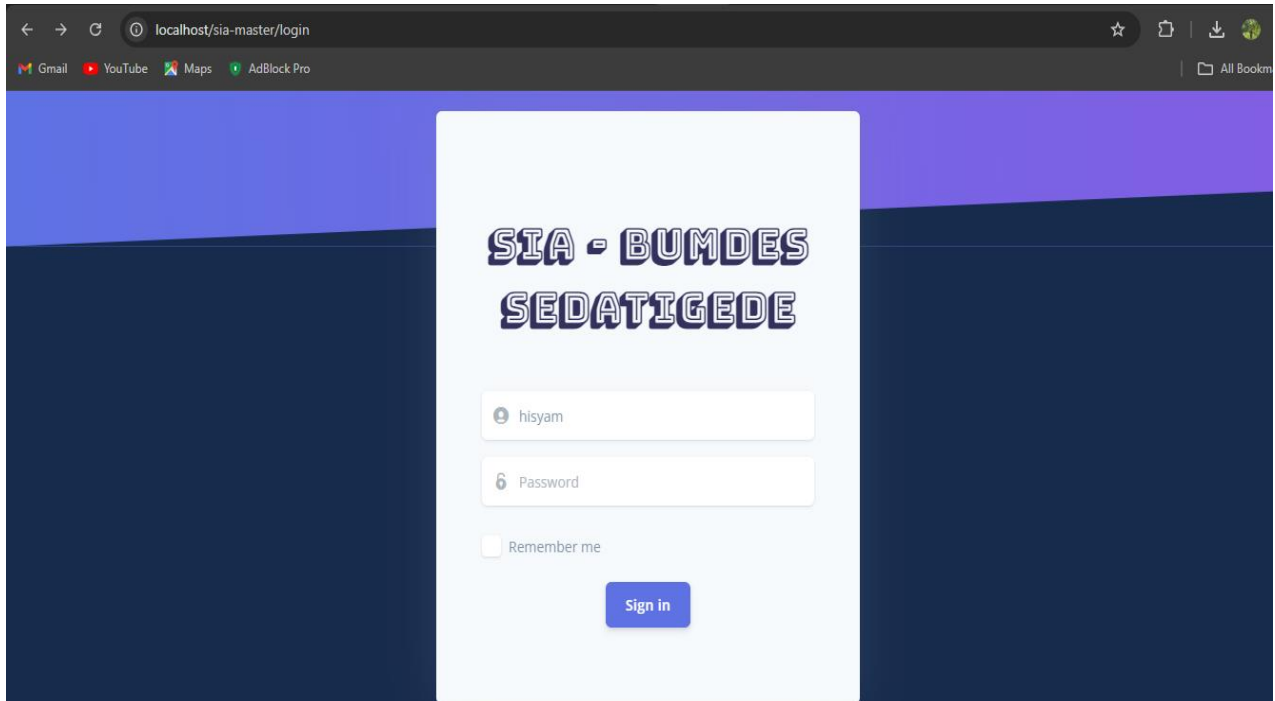 localhost/sia-master/login
Gmail YouTube Maps AdBlock Pro All Bookm
SIA - BUMDES
SEDATIGEDE
hisyam
Password
Remember me
Sign in